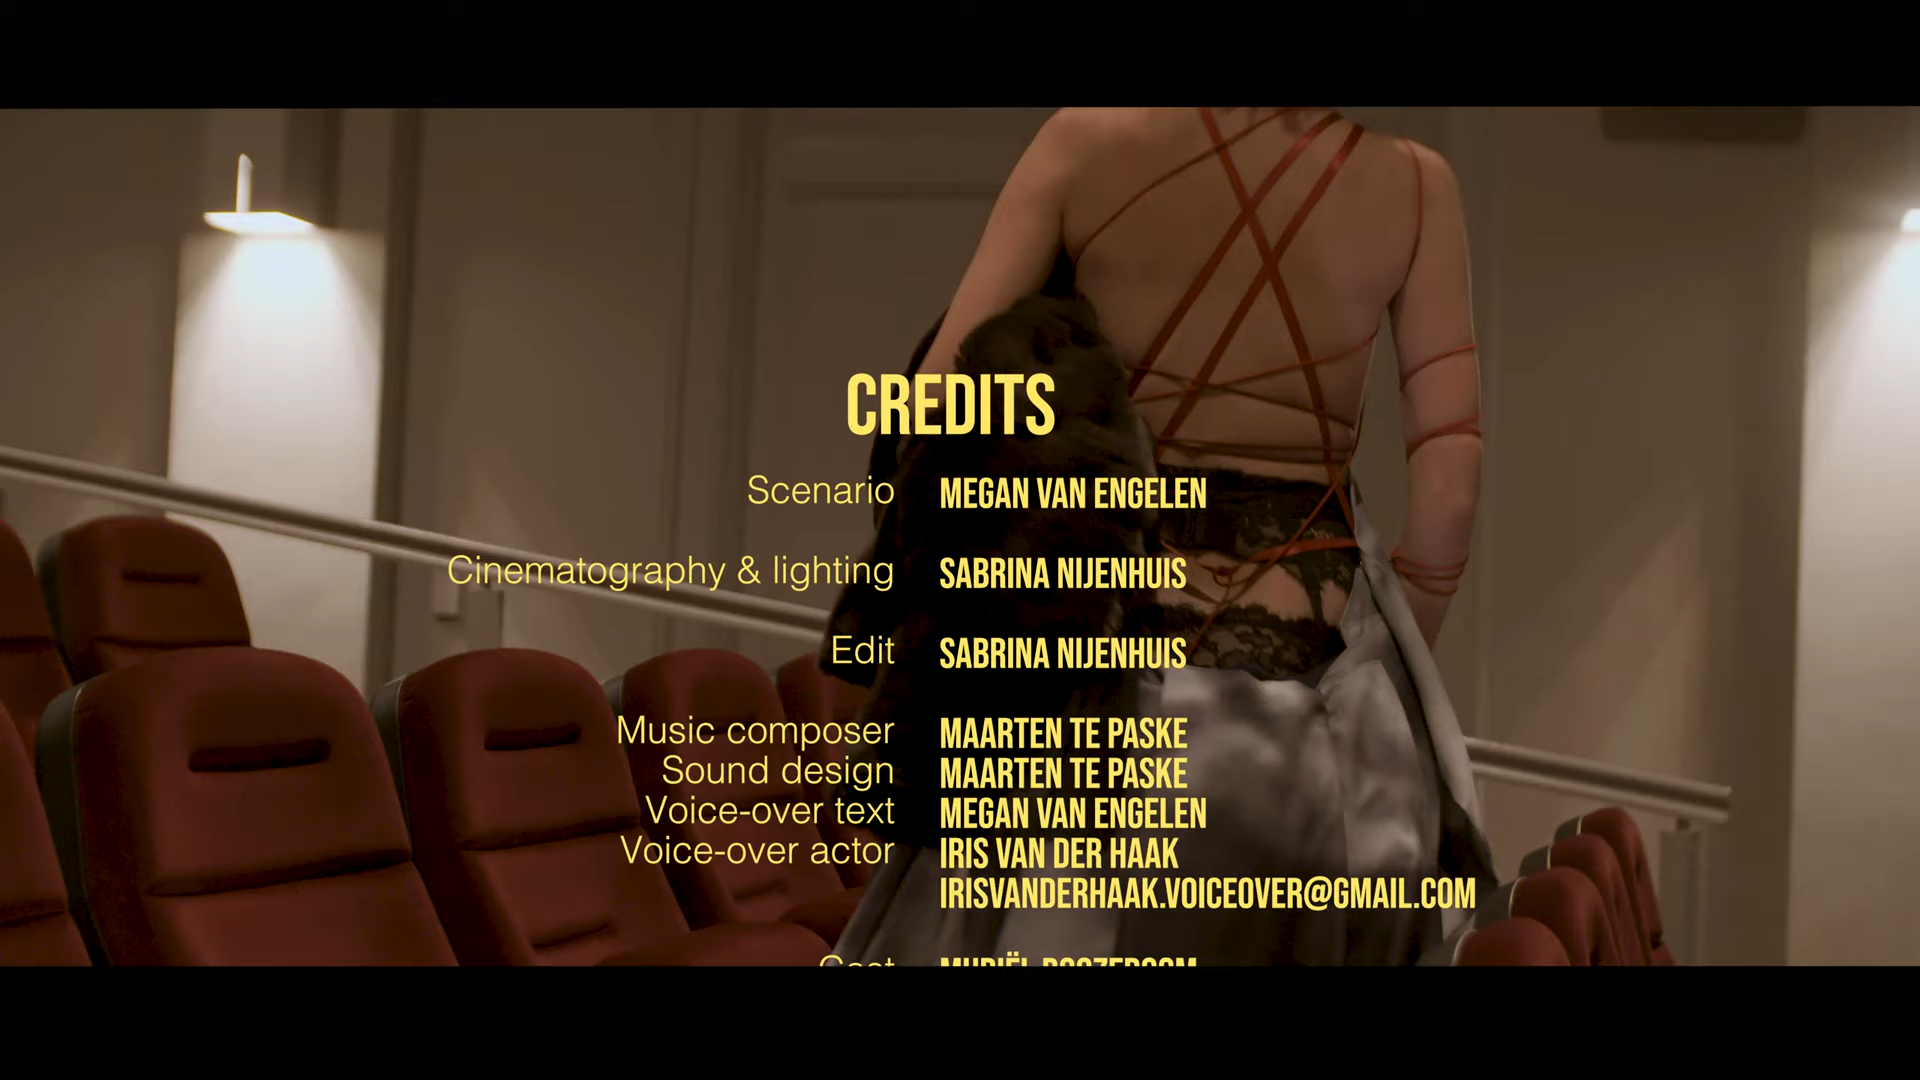 CREDITS
Scenario MEGAN VAN ENGELEN
Cinematography & lighting SABRINA NIJENHUIS
Edit SABRINA NIJENHUIS
Music composer MAARTEN TE PASKE
Sound design MAARTEN TE PASKE
Voice-over text MEGAN VAN ENGELEN
Voice-over actor IRIS VAN DER HAAK
IRISVANDERHAAK.VOICEOVER@GMAIL.COM
Cast